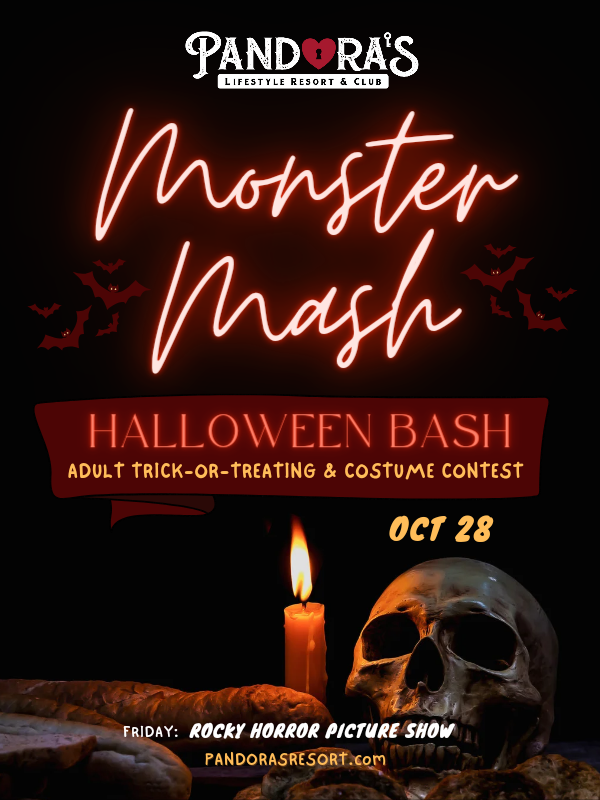 PANDORA'S
LIFESTYLE RESORT & CLUB
Monster
Mash
HALLOWEEN BASH
ADULT TRICK-OR-TREATING & COSTUME CONTEST
OCT 28
FRIDAY: ROCKY HORROR PICTURE SHOW
PANDORASRESORT.com